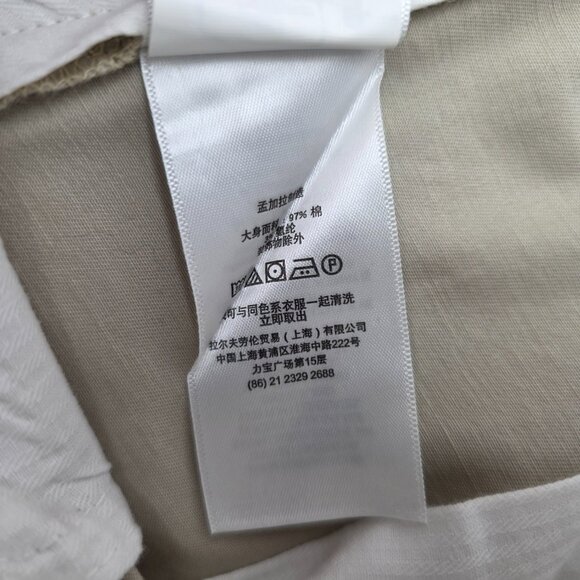 孟加拉制造
大身面料: 97% 棉
氨纶
饰物除外
可与同色系衣服一起清洗
立即取出
拉尔夫劳伦贸易（上海）有限公司
中国上海黄浦区淮海中路222号
力宝广场第15层
(86) 21 2329 2688